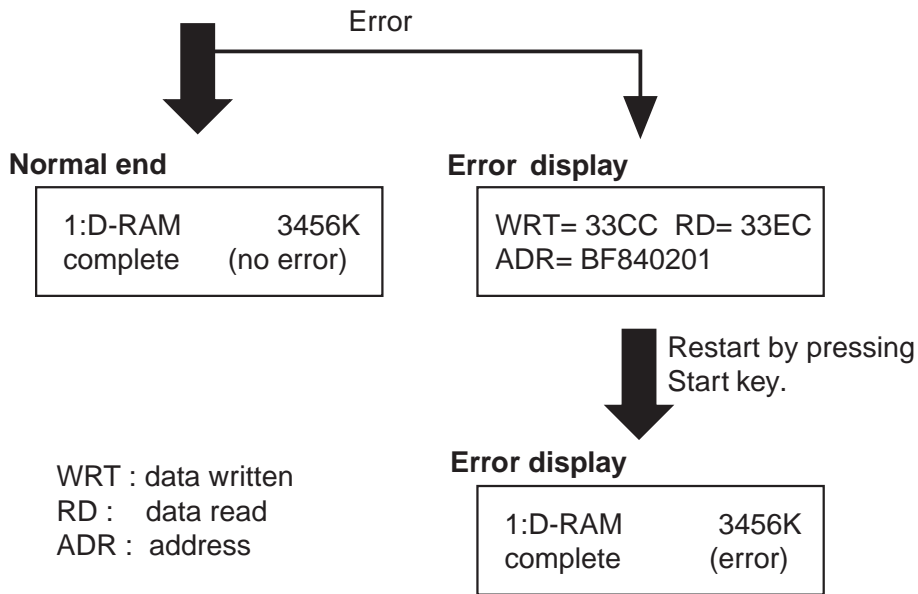 Error
Normal end
1:D-RAM 3456K
complete (no error)
Error display
WRT= 33CC RD= 33EC
ADR= BF840201
Restart by pressing
Start key.
Error display
1:D-RAM 3456K
complete (error)
WRT : data written
RD : data read
ADR : address